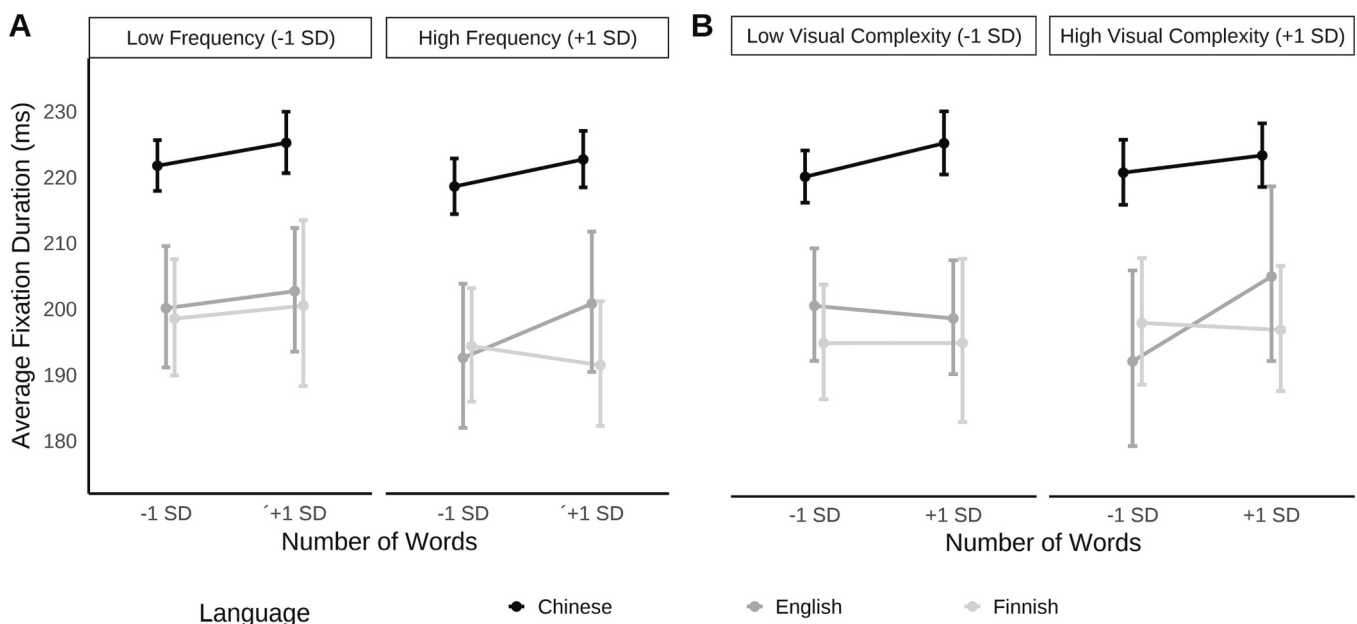 A
Low Frequency (-1 SD)
High Frequency (+1 SD)
B
Low Visual Complexity (-1 SD)
High Visual Complexity (+1 SD)
Average Fixation Duration (ms)
230
220
210
200
190
180
-1 SD
´+1 SD
-1 SD
´+1 SD
-1 SD
+1 SD
-1 SD
+1 SD
Number of Words
Number of Words
Language
Chinese
English
Finnish